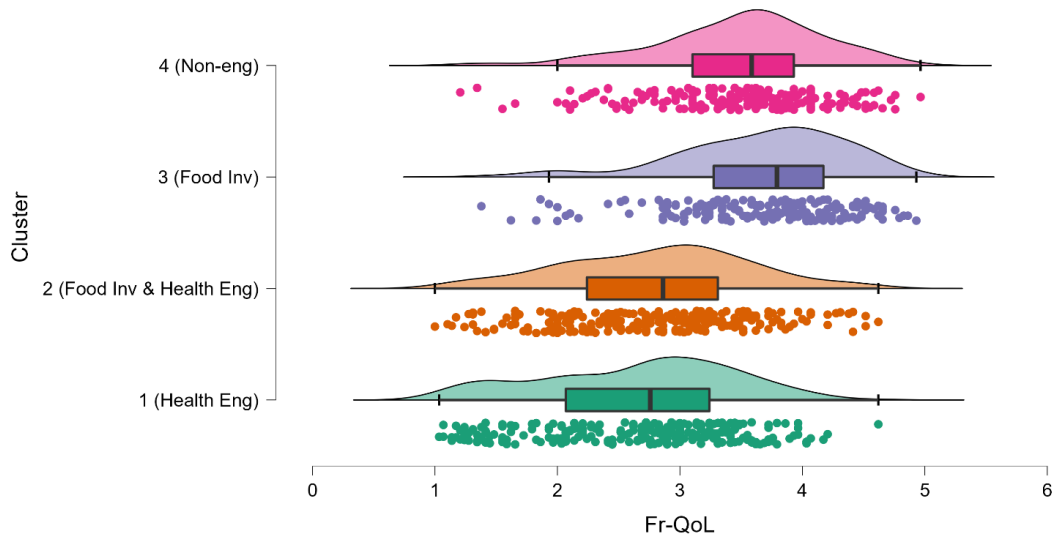 4 (Non-eng)
3 (Food Inv)
2 (Food Inv & Health Eng)
1 (Health Eng)
Cluster
0 1 2 3 4 5 6
Fr-QoL